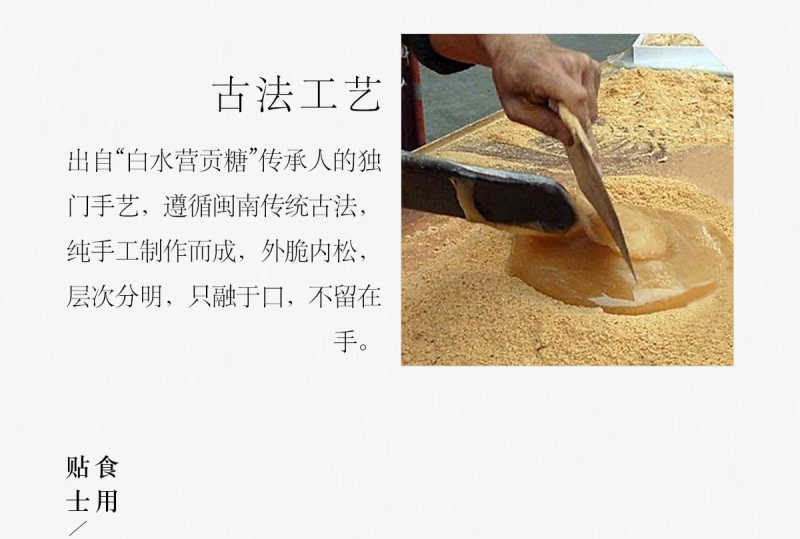 古法工艺
出自“白水营贡糖”传承人的独
门手艺，遵循闽南传统古法，
纯手工制作而成，外脆内松，
层次分明，只融于口，不留在
手。
食用
贴士